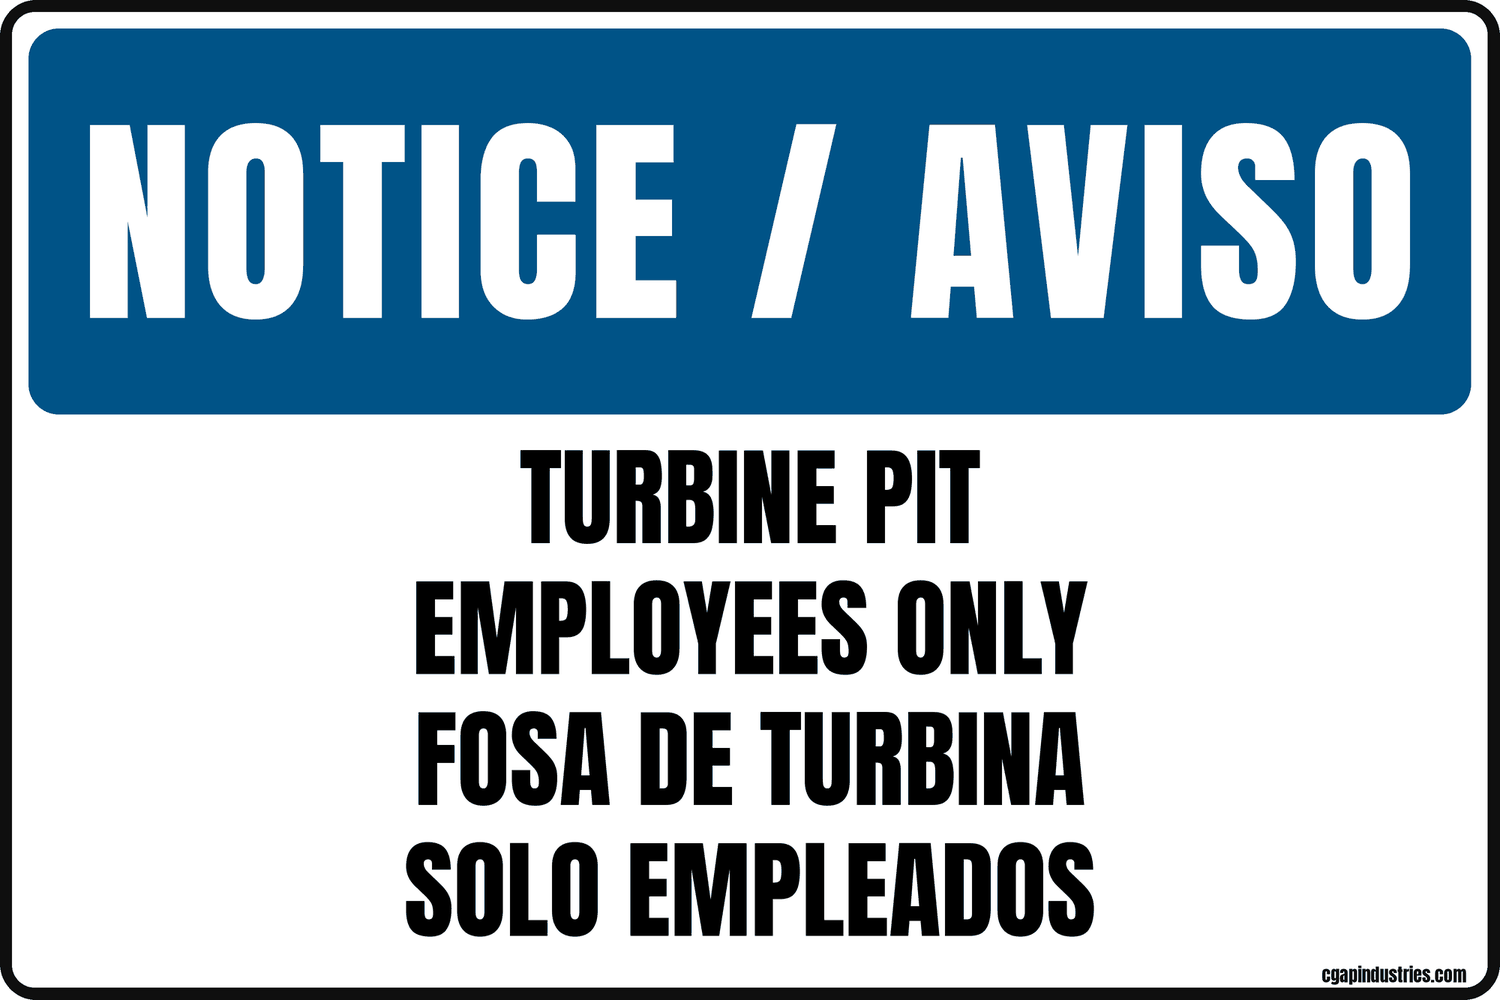 NOTICE / AVISO
TURBINE PIT
EMPLOYEES ONLY
FOSA DE TURBINA
SOLO EMPLEADOS
cgapindustries.com